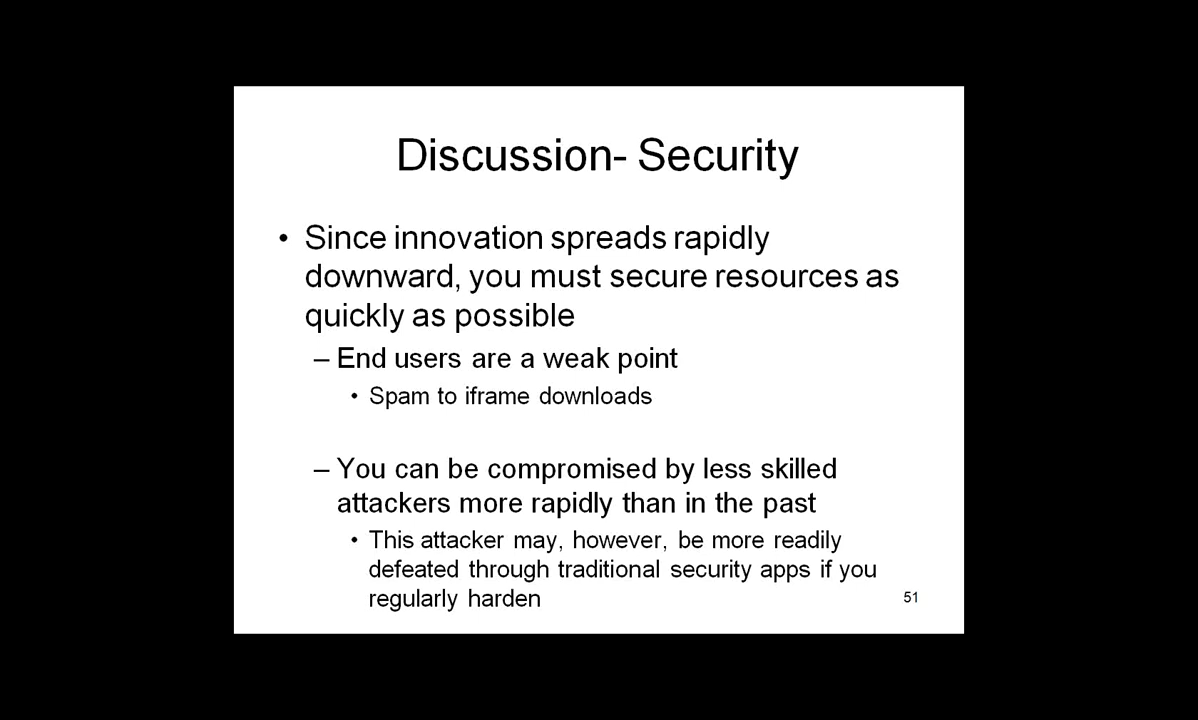 Discussion- Security
• Since innovation spreads rapidly
downward, you must secure resources as
quickly as possible
– End users are a weak point
• Spam to iframe downloads
– You can be compromised by less skilled
attackers more rapidly than in the past
• This attacker may, however, be more readily
defeated through traditional security apps if you
regularly harden
51